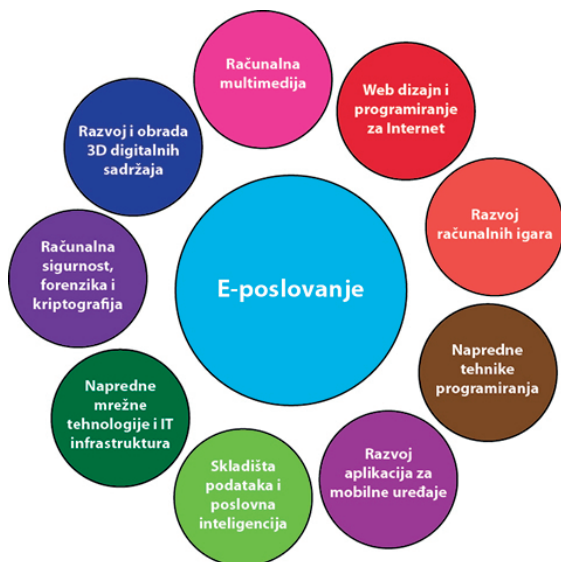 Računalna
multimedija
Web dizajn i
programiranje
za Internet
Razvoj
računalnih igara
Napredne
tehnike
programiranja
Razvoj
aplikacija za
mobilne uređaje
Skladišta
podataka i
poslovna
inteligencija
Napredne
mrežne
tehnologije i IT
infrastruktura
Računalna
sigurnost,
forenzika i
kriptografija
Razvoj i obrada
3D digitalnih
sadržaja
E-poslovanje